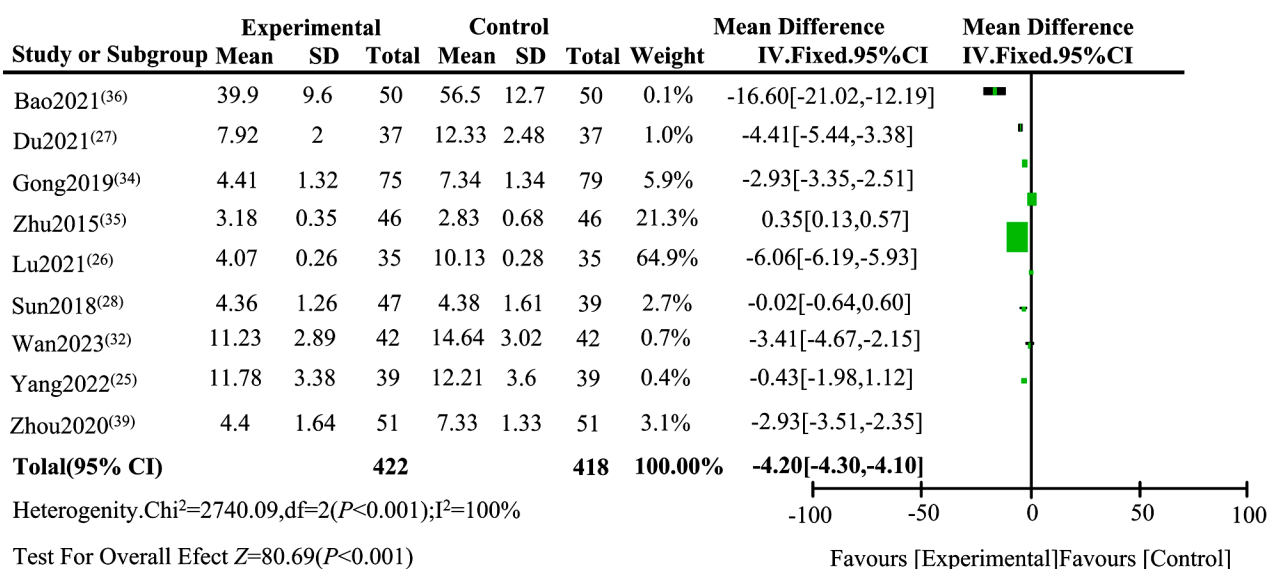 Experimental Control Mean Difference Mean Difference
Study or Subgroup Mean SD Total Mean SD Total Weight IV.Fixed.95%CI IV.Fixed.95%CI
Bao2021(36) 39.9 9.6 50 56.5 12.7 50 0.1% -16.60[-21.02,-12.19]
Du2021(27) 7.92 2 37 12.33 2.48 37 1.0% -4.41[-5.44,-3.38]
Gong2019(34) 4.41 1.32 75 7.34 1.34 79 5.9% -2.93[-3.35,-2.51]
Zhu2015(35) 3.18 0.35 46 2.83 0.68 46 21.3% 0.35[0.13,0.57]
Lu2021(26) 4.07 0.26 35 10.13 0.28 35 64.9% -6.06[-6.19,-5.93]
Sun2018(28) 4.36 1.26 47 4.38 1.61 39 2.7% -0.02[-0.64,0.60]
Wan2023(32) 11.23 2.89 42 14.64 3.02 42 0.7% -3.41[-4.67,-2.15]
Yang2022(25) 11.78 3.38 39 12.21 3.6 39 0.4% -0.43[-1.98,1.12]
Zhou2020(39) 4.4 1.64 51 7.33 1.33 51 3.1% -2.93[-3.51,-2.35]
Tolal(95% CI) 422 418 100.00% -4.20[-4.30,-4.10]
Heterogenity.Chi²=2740.09,df=2(P<0.001);I²=100%
-100 -50 0 50 100
Test For Overall Efect Z=80.69(P<0.001)
Favours [Experimental]Favours [Control]